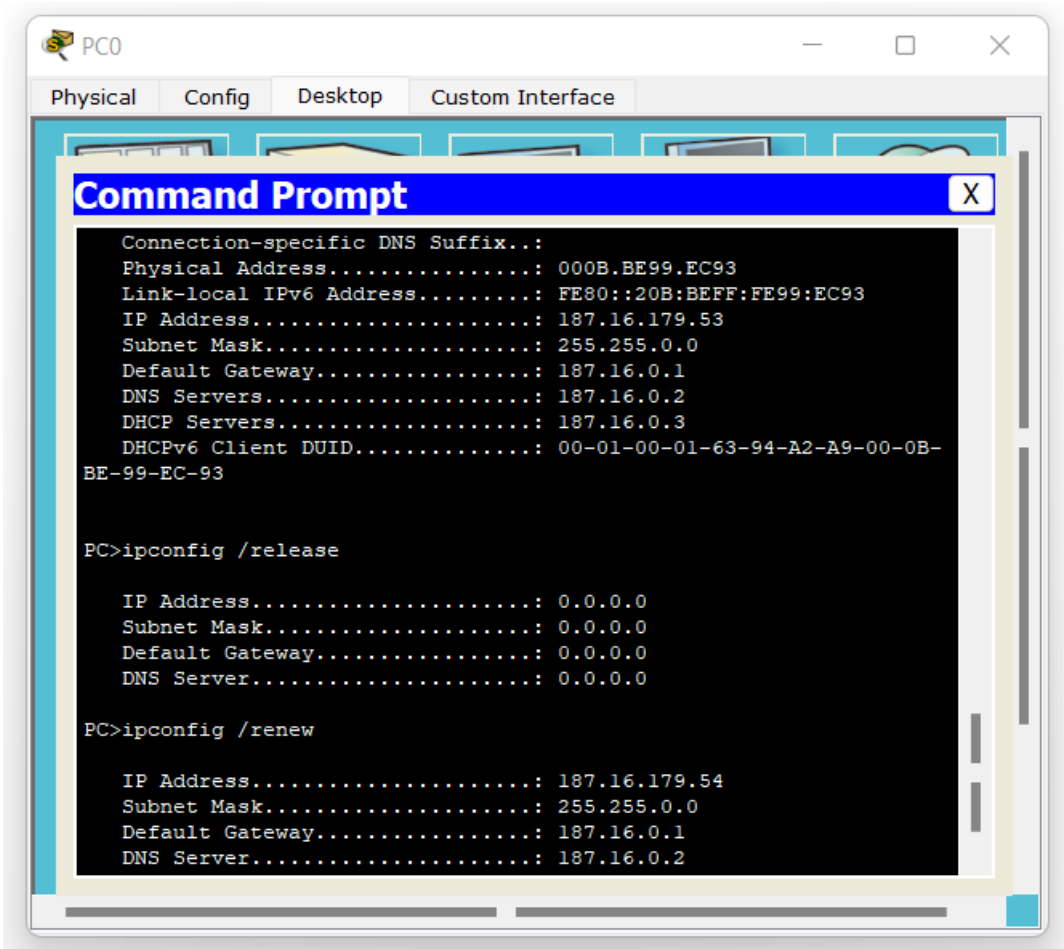 PC0
Physical Config Desktop Custom Interface
Command Prompt X
Connection-specific DNS Suffix..:
Physical Address................: 000B.BE99.EC93
Link-local IPv6 Address.........: FE80::20B:BEFF:FE99:EC93
IP Address......................: 187.16.179.53
Subnet Mask.....................: 255.255.0.0
Default Gateway.................: 187.16.0.1
DNS Servers.....................: 187.16.0.2
DHCP Servers....................: 187.16.0.3
DHCPv6 Client DUID..............: 00-01-00-01-63-94-A2-A9-00-0B-
BE-99-EC-93
PC>ipconfig /release
IP Address......................: 0.0.0.0
Subnet Mask.....................: 0.0.0.0
Default Gateway.................: 0.0.0.0
DNS Server......................: 0.0.0.0
PC>ipconfig /renew
IP Address......................: 187.16.179.54
Subnet Mask.....................: 255.255.0.0
Default Gateway.................: 187.16.0.1
DNS Server......................: 187.16.0.2